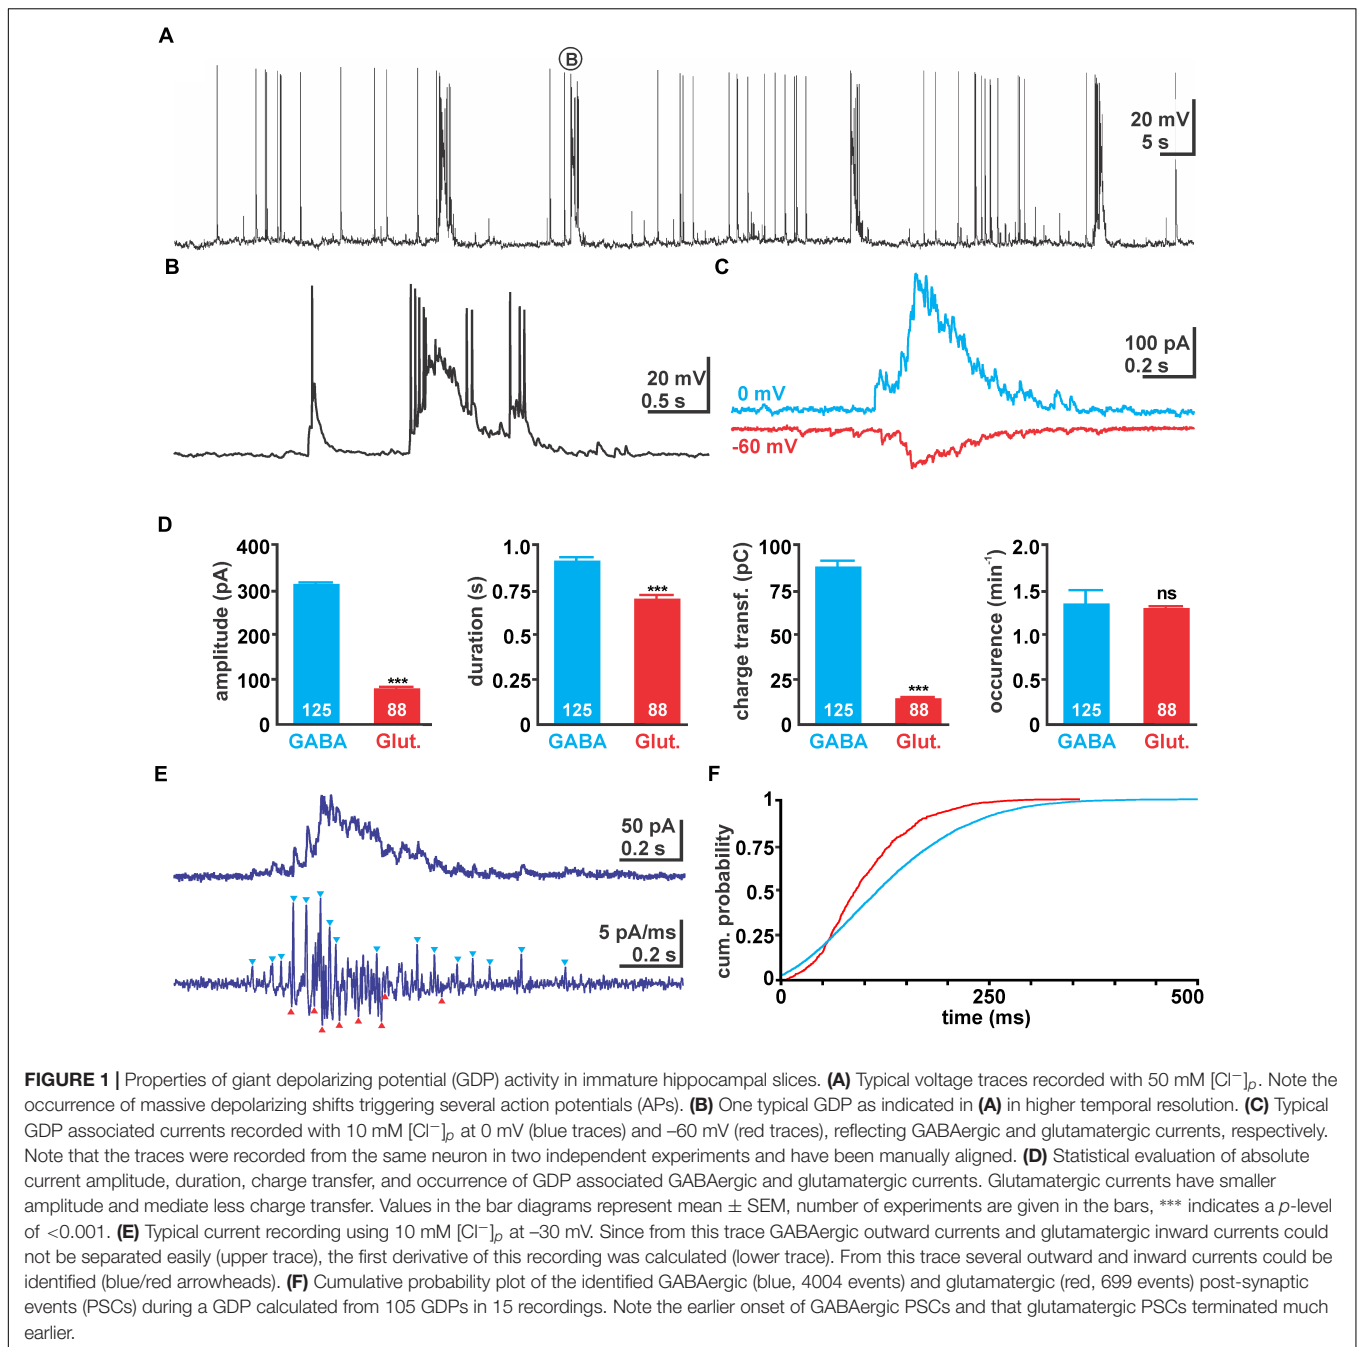 A
B
20 mV
5 s
B
C
20 mV
0.5 s
100 pA
0.2 s
0 mV
-60 mV
D
amplitude (pA)
400
300
200
100
0
***
125
88
GABA
Glut.
duration (s)
1.0
0.75
0.5
0.25
0
***
125
88
GABA
Glut.
charge transf. (pC)
100
75
50
25
0
***
125
88
GABA
Glut.
occurence (min⁻¹)
2.0
1.5
1.0
0.5
0
ns
125
88
GABA
Glut.
E
50 pA
0.2 s
5 pA/ms
0.2 s
F
cum. probability
1
0.75
0.5
0.25
0
0
250
500
time (ms)
FIGURE 1 | Properties of giant depolarizing potential (GDP) activity in immature hippocampal slices. (A) Typical voltage traces recorded with 50 mM [Cl⁻]p. Note the
occurrence of massive depolarizing shifts triggering several action potentials (APs). (B) One typical GDP as indicated in (A) in higher temporal resolution. (C) Typical
GDP associated currents recorded with 10 mM [Cl⁻]p at 0 mV (blue traces) and –60 mV (red traces), reflecting GABAergic and glutamatergic currents, respectively.
Note that the traces were recorded from the same neuron in two independent experiments and have been manually aligned. (D) Statistical evaluation of absolute
current amplitude, duration, charge transfer, and occurrence of GDP associated GABAergic and glutamatergic currents. Glutamatergic currents have smaller
amplitude and mediate less charge transfer. Values in the bar diagrams represent mean ± SEM, number of experiments are given in the bars, *** indicates a p-level
of <0.001. (E) Typical current recording using 10 mM [Cl⁻]p at –30 mV. Since from this trace GABAergic outward currents and glutamatergic inward currents could
not be separated easily (upper trace), the first derivative of this recording was calculated (lower trace). From this trace several outward and inward currents could be
identified (blue/red arrowheads). (F) Cumulative probability plot of the identified GABAergic (blue, 4004 events) and glutamatergic (red, 699 events) post-synaptic
events (PSCs) during a GDP calculated from 105 GDPs in 15 recordings. Note the earlier onset of GABAergic PSCs and that glutamatergic PSCs terminated much
earlier.